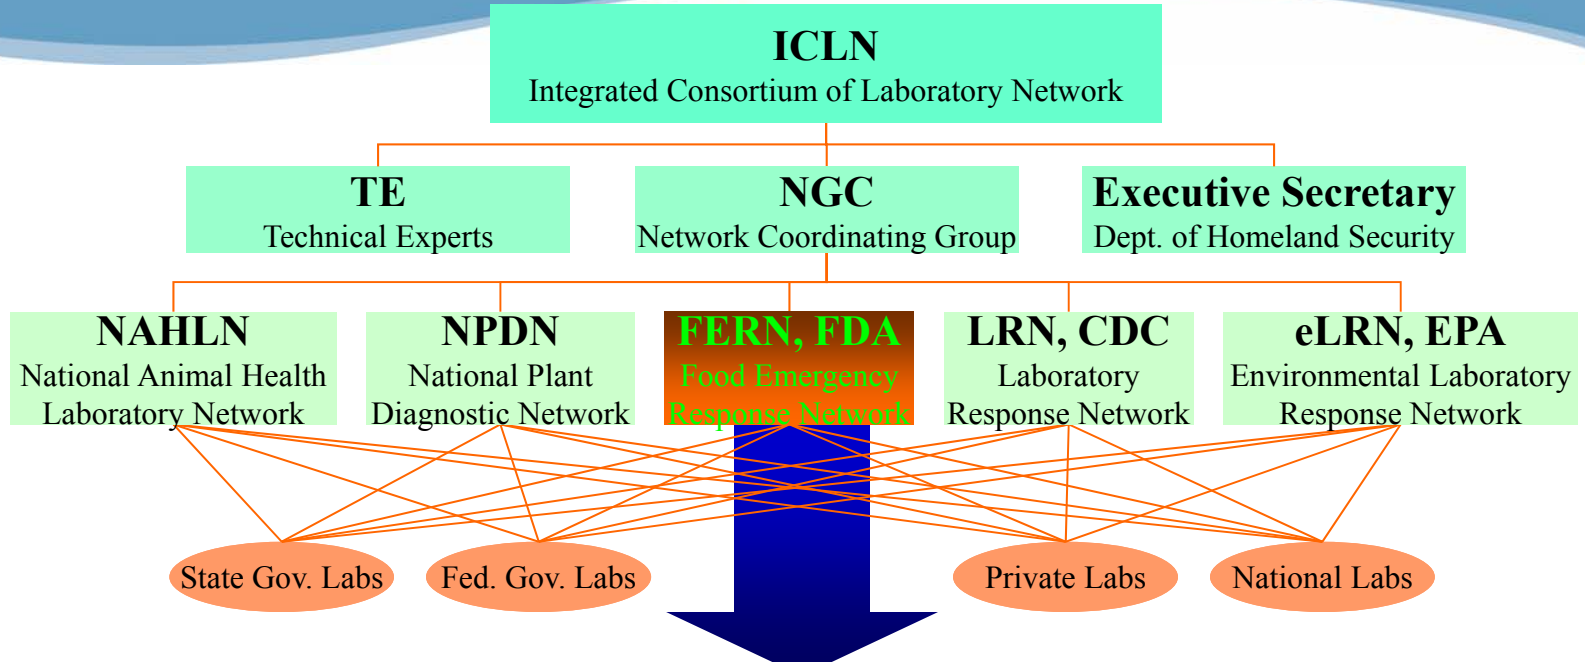 ICLN
Integrated Consortium of Laboratory Network
TE
Technical Experts
NGC
Network Coordinating Group
Executive Secretary
Dept. of Homeland Security
NAHLN
National Animal Health
Laboratory Network
NPDN
National Plant
Diagnostic Network
FERN, FDA
Food Emergency
Response Network
LRN, CDC
Laboratory
Response Network
eLRN, EPA
Environmental Laboratory
Response Network
State Gov. Labs
Fed. Gov. Labs
Private Labs
National Labs